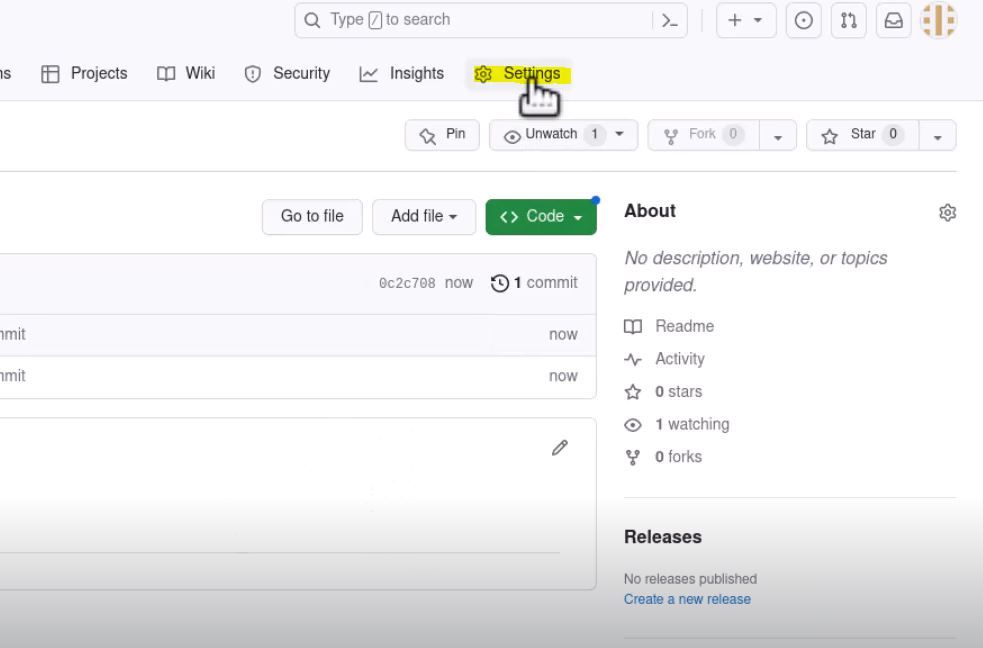 Type / to search
ns Projects Wiki Security Insights Settings
Pin Unwatch 1 Fork 0 Star 0
Go to file Add file Code
About
No description, website, or topics
provided.
0c2c708 now 1 commit
mmit now
mmit now
Readme
Activity
0 stars
1 watching
0 forks
Releases
No releases published
Create a new release